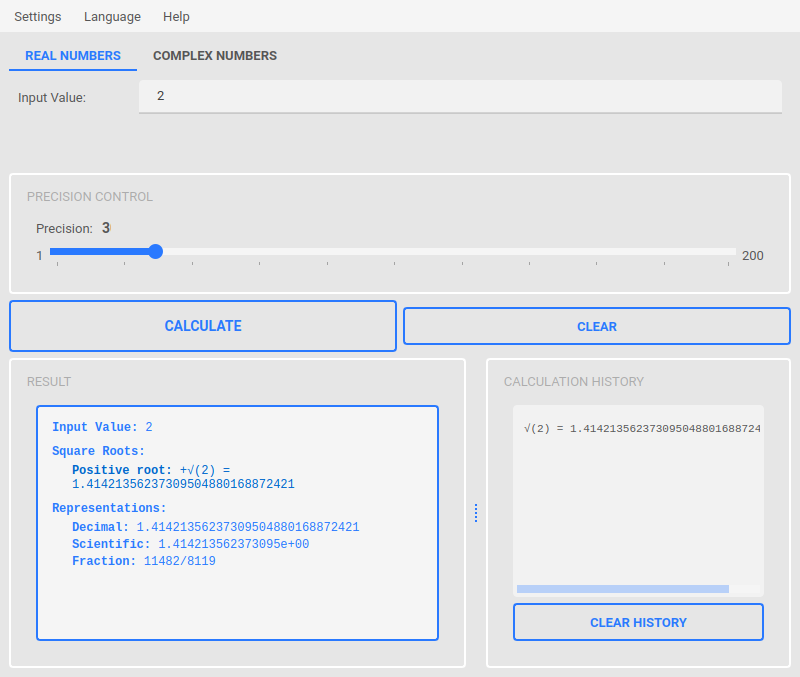 Settings Language Help
REAL NUMBERS COMPLEX NUMBERS
Input Value: 2
PRECISION CONTROL
Precision: 3
1 200
CALCULATE CLEAR
RESULT
Input Value: 2
Square Roots:
Positive root: +√(2) =
1.41421356237309504880168872421
Representations:
Decimal: 1.41421356237309504880168872421
Scientific: 1.414213562373095e+00
Fraction: 11482/8119
CALCULATION HISTORY
√(2) = 1.414213562373095048801688724
CLEAR HISTORY